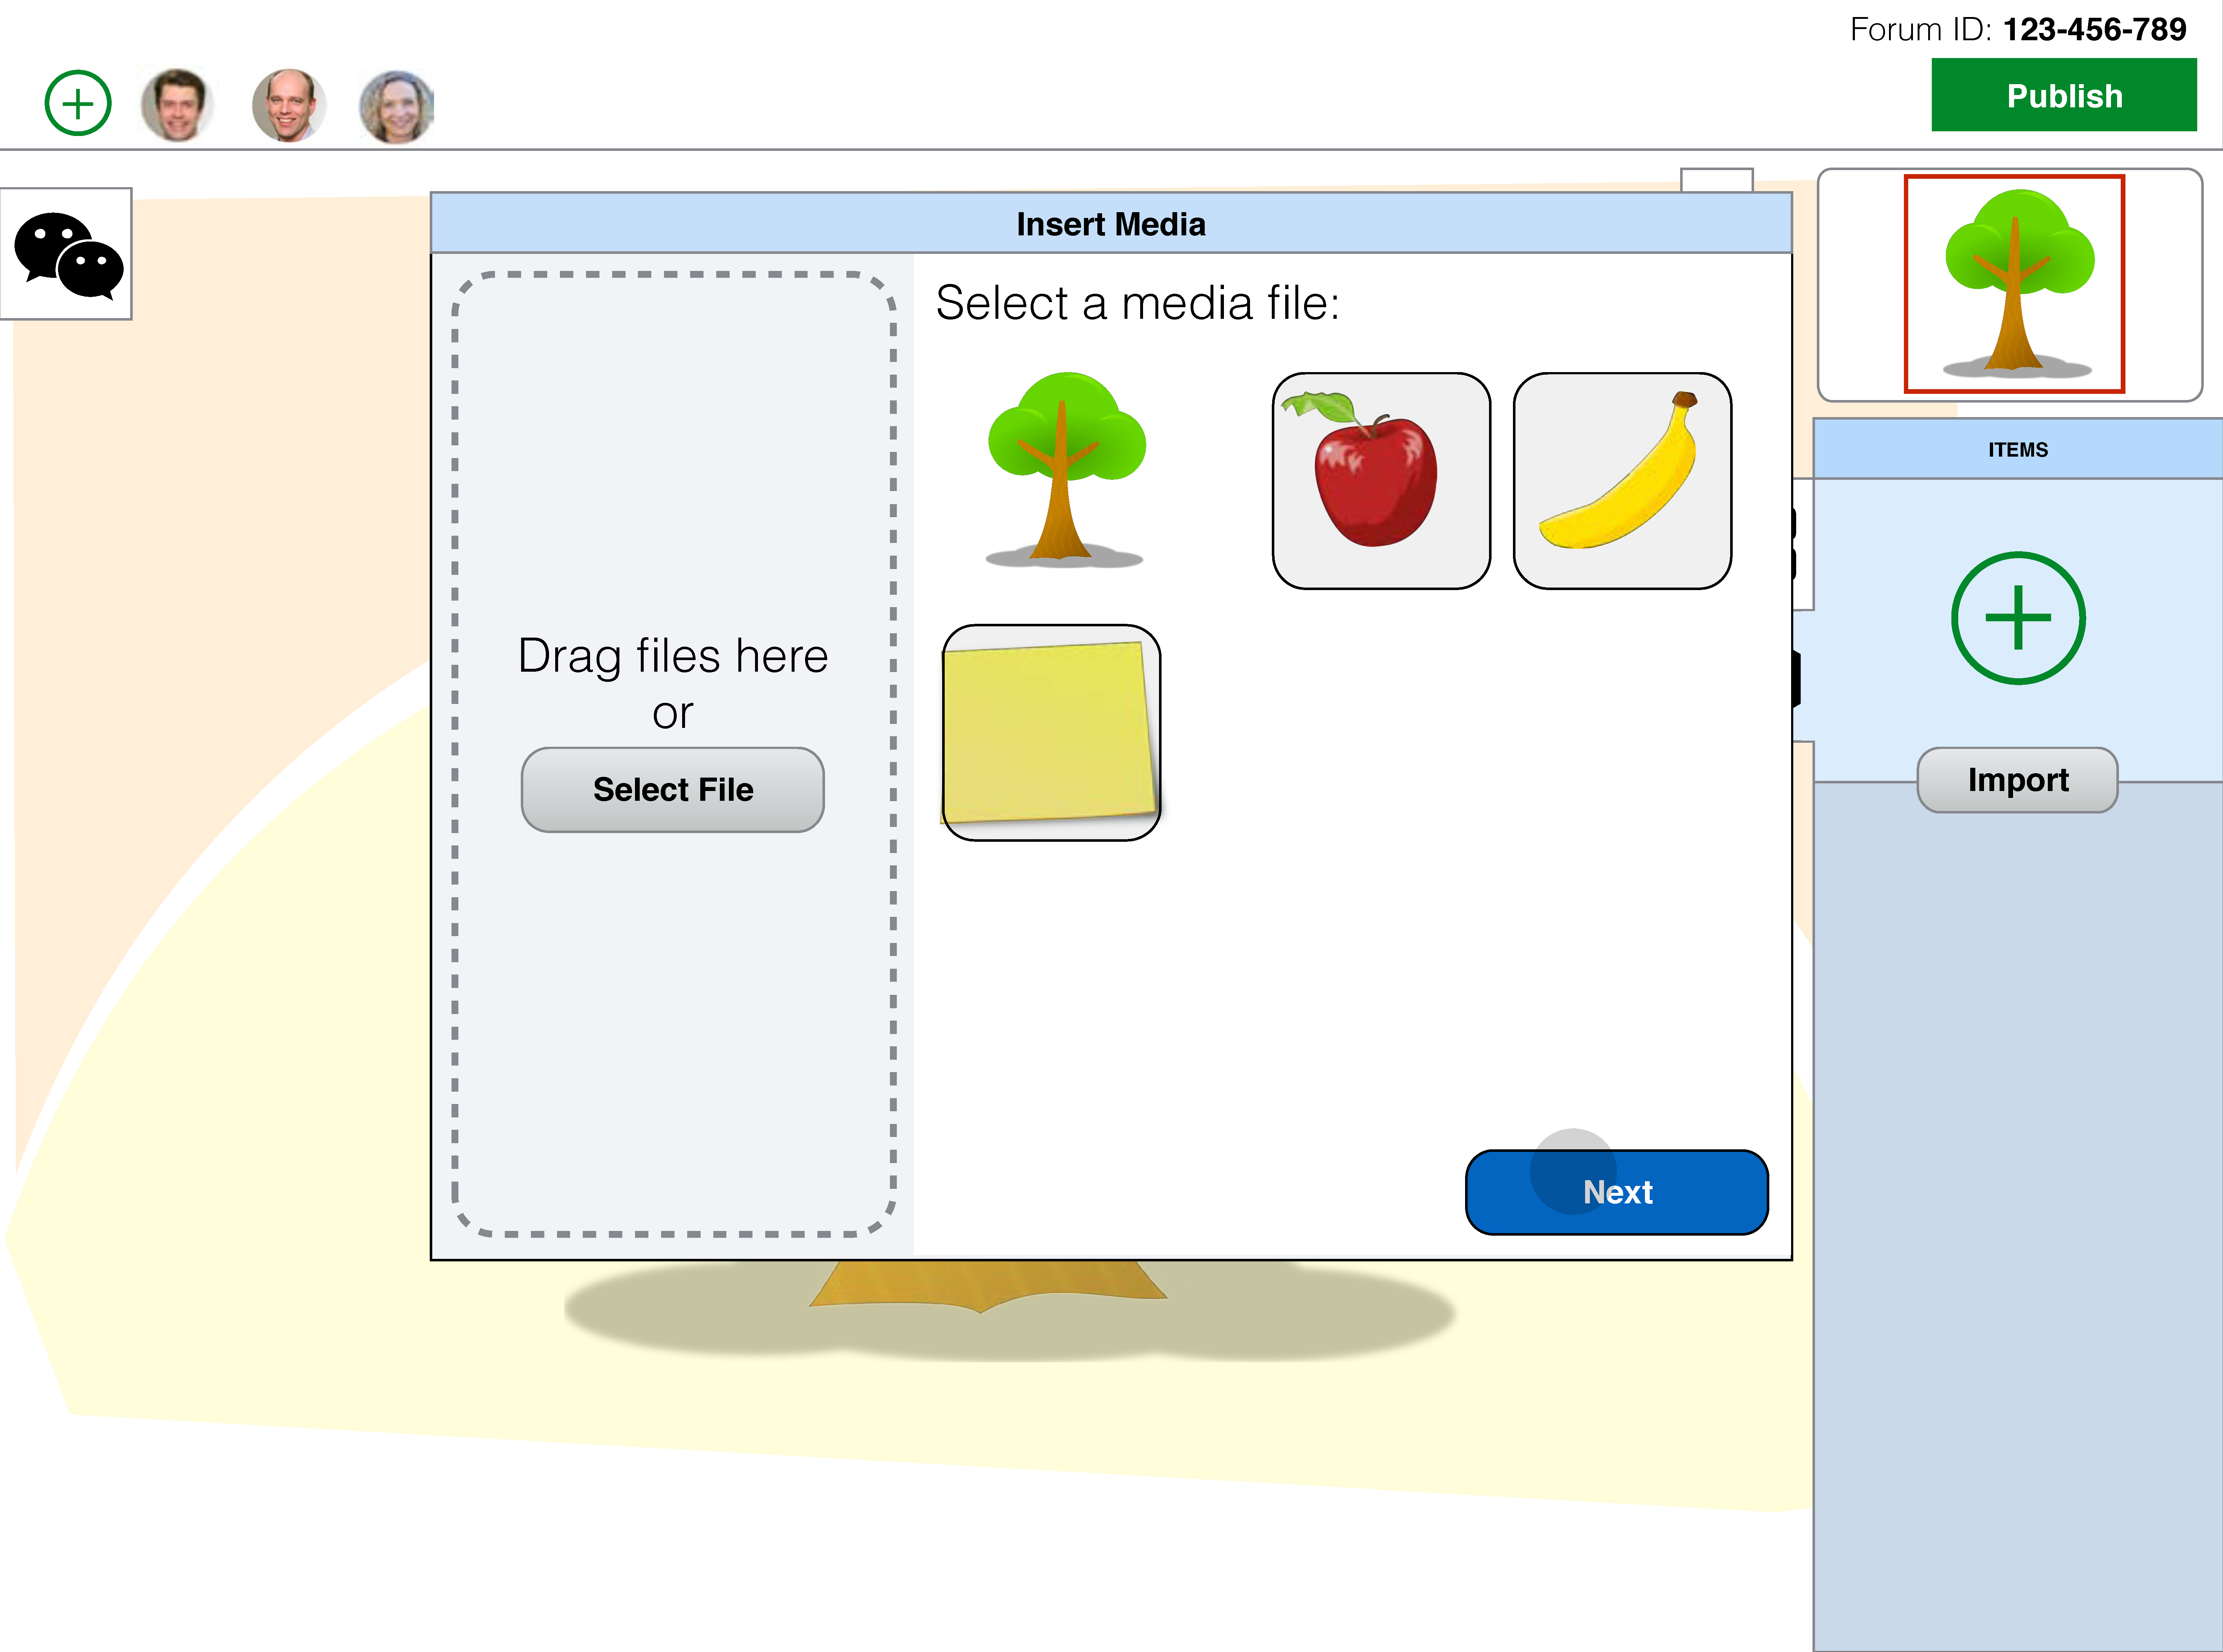 Forum ID: 123-456-789
Publish
Insert Media
Select a media file:
ITEMS
Drag files here
or
Select File
Import
Next